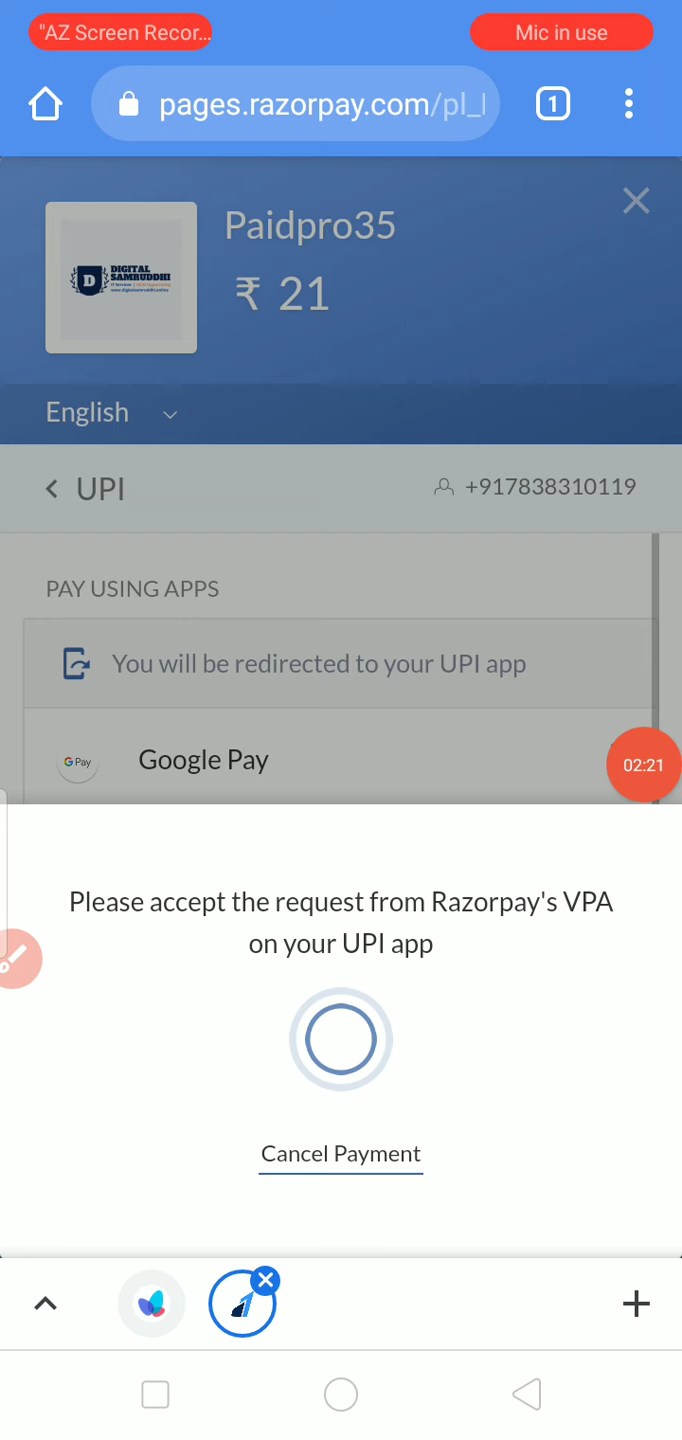 "AZ Screen Recor...
Mic in use
pages.razorpay.com/pl_
1
Paidpro35
₹ 21
D
DIGITAL
SAMRUDDHI
English
UPI
+917838310119
PAY USING APPS
You will be redirected to your UPI app
G Pay
Google Pay
02:21
Please accept the request from Razorpay's VPA
on your UPI app
Cancel Payment